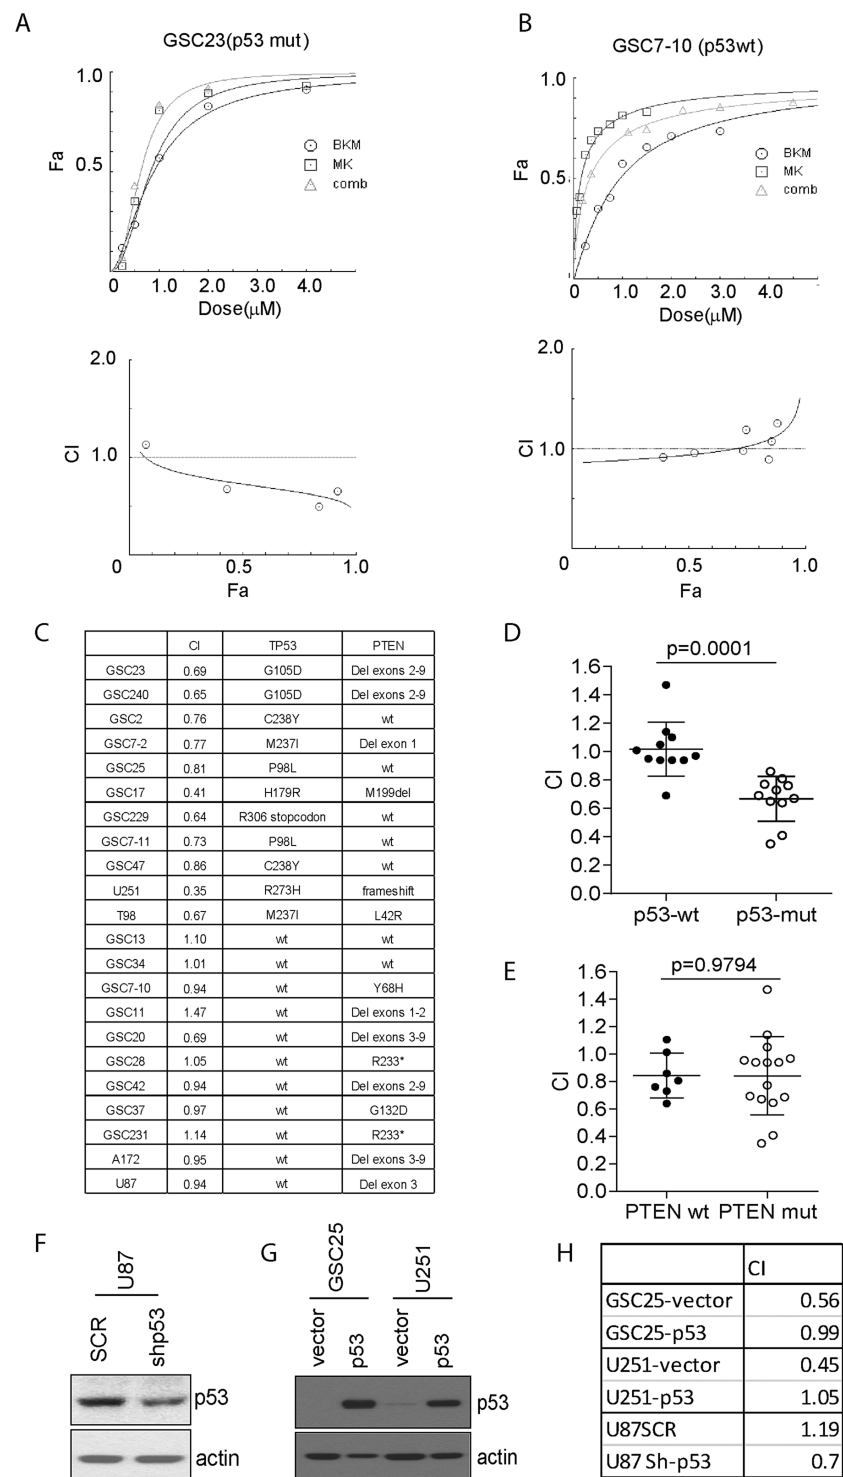 A
GSC23(p53 mut)
1.0
0.5
Fa
BKM
MK
comb
0 1.0 2.0 3.0 4.0
Dose(μM)
B
GSC7-10 (p53wt)
1.0
0.5
Fa
BKM
MK
comb
0 1.0 2.0 3.0 4.0
Dose(μM)
2.0
CI 1.0
0 0.5 1.0
Fa
2.0
CI 1.0
0 0.5 1.0
Fa
C
CI TP53 PTEN
GSC23 0.69 G105D Del exons 2-9
GSC240 0.65 G105D Del exons 2-9
GSC2 0.76 C238Y wt
GSC7-2 0.77 M237I Del exon 1
GSC25 0.81 P98L wt
GSC17 0.41 H179R M199del
GSC229 0.64 R306 stopcodon wt
GSC7-11 0.73 P98L wt
GSC47 0.86 C238Y wt
U251 0.35 R273H frameshift
T98 0.67 M237I L42R
GSC13 1.10 wt wt
GSC34 1.01 wt wt
GSC7-10 0.94 wt Y68H
GSC11 1.47 wt Del exons 1-2
GSC20 0.69 wt Del exons 3-9
GSC28 1.05 wt R233*
GSC42 0.94 wt Del exons 2-9
GSC37 0.97 wt G132D
GSC231 1.14 wt R233*
A172 0.95 wt Del exons 3-9
U87 0.94 wt Del exon 3
D
p=0.0001
1.6
1.4
1.2
1.0
0.8
0.6
0.4
0.2
0.0
CI
p53-wt p53-mut
E
p=0.9794
1.6
1.4
1.2
1.0
0.8
0.6
0.4
0.2
0.0
CI
PTEN wt PTEN mut
F
U87
SCR shp53
p53
actin
G
GSC25 U251
vector p53 vector p53
p53
actin
H
CI
GSC25-vector 0.56
GSC25-p53 0.99
U251-vector 0.45
U251-p53 1.05
U87SCR 1.19
U87 Sh-p53 0.7